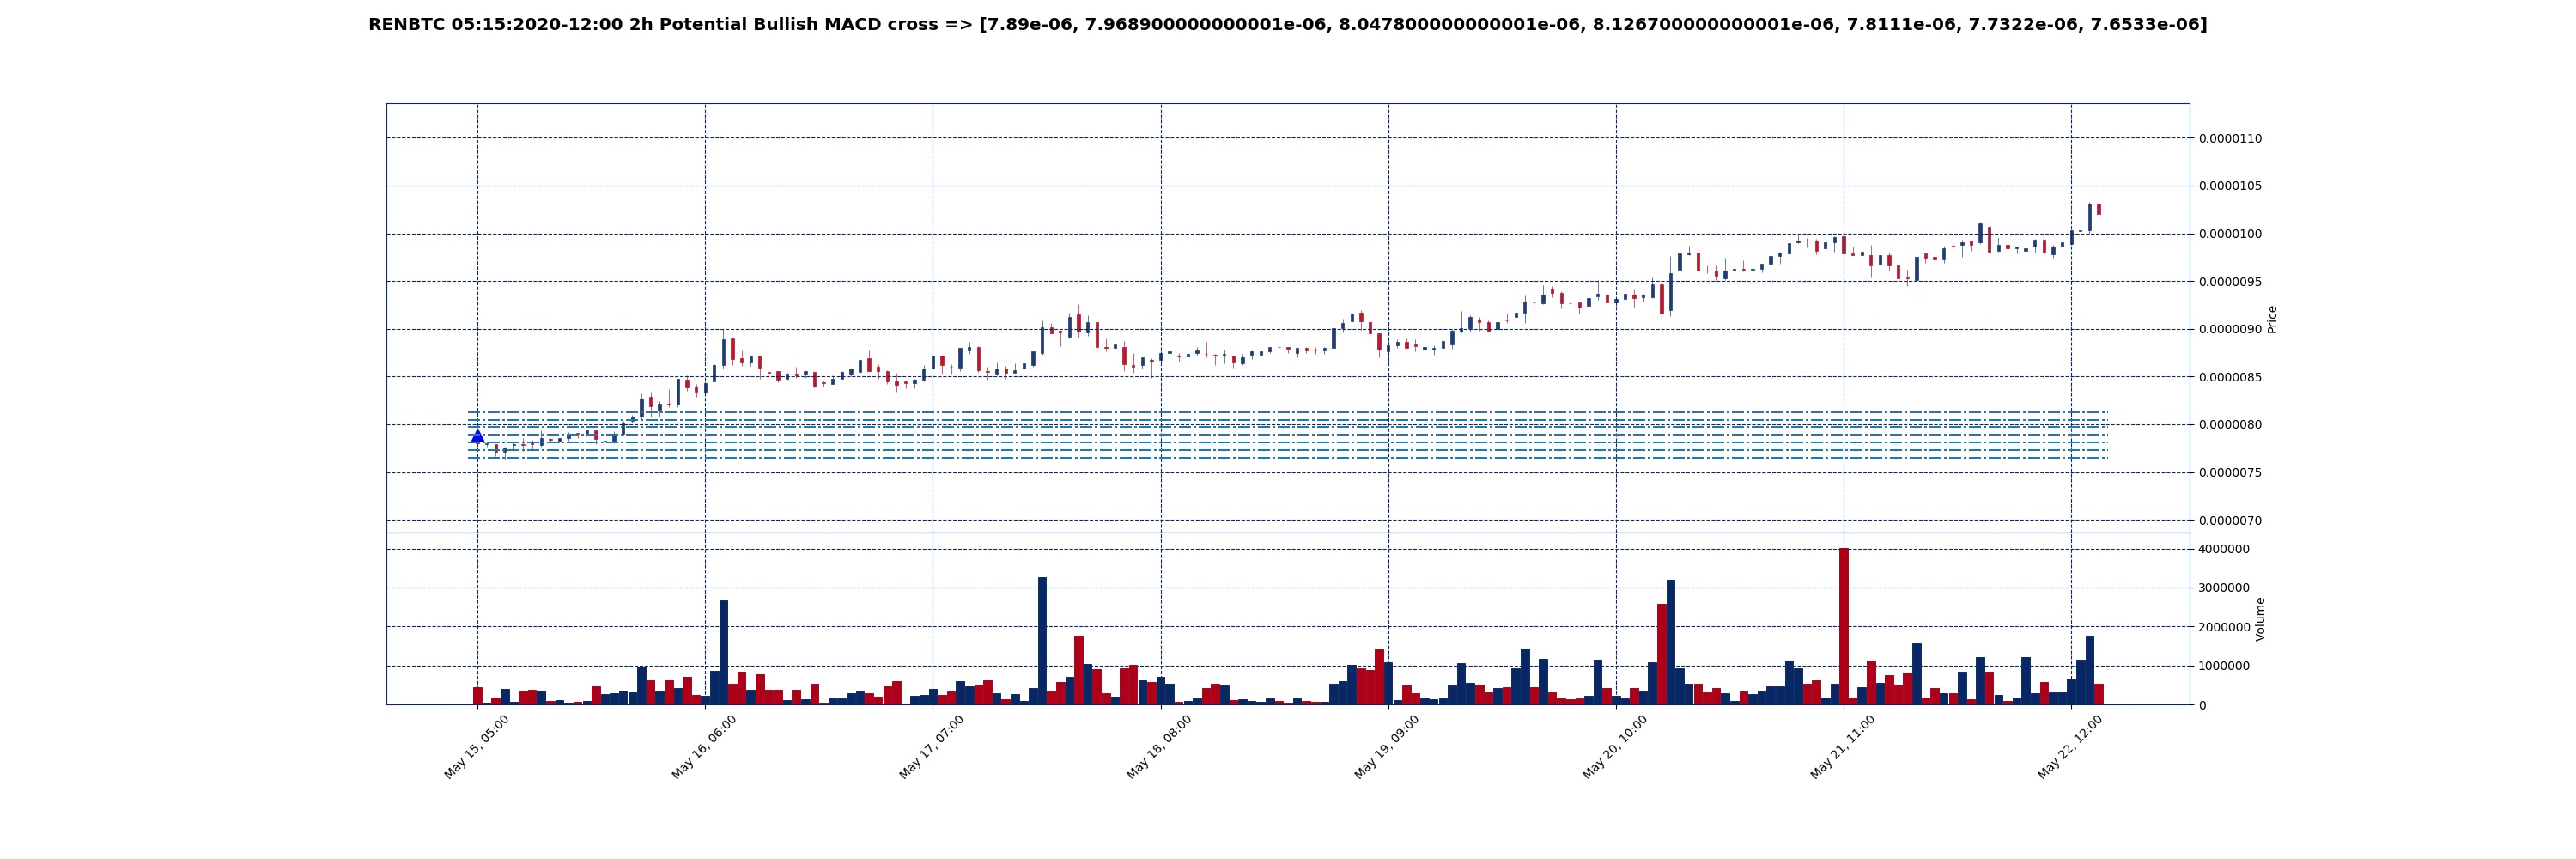 RENBTC 05:15:2020-12:00 2h Potential Bullish MACD cross => [7.89e-06, 7.968900000000001e-06, 8.047800000000001e-06, 8.126700000000001e-06, 7.8111e-06, 7.7322e-06, 7.6533e-06]
0.0000110
0.0000105
0.0000100
0.0000095
0.0000090
0.0000085
0.0000080
0.0000075
0.0000070
Price
4000000
3000000
2000000
1000000
0
Volume
May 15, 05:00
May 16, 06:00
May 17, 07:00
May 18, 08:00
May 19, 09:00
May 20, 10:00
May 21, 11:00
May 22, 12:00